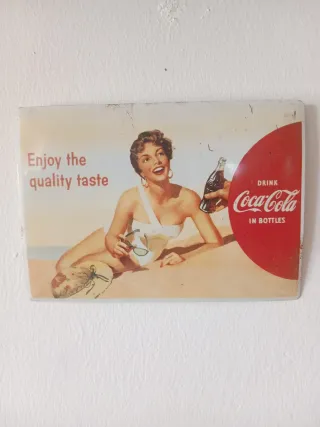 Enjoy the
quality taste
DRINK
Coca-Cola
IN BOTTLES